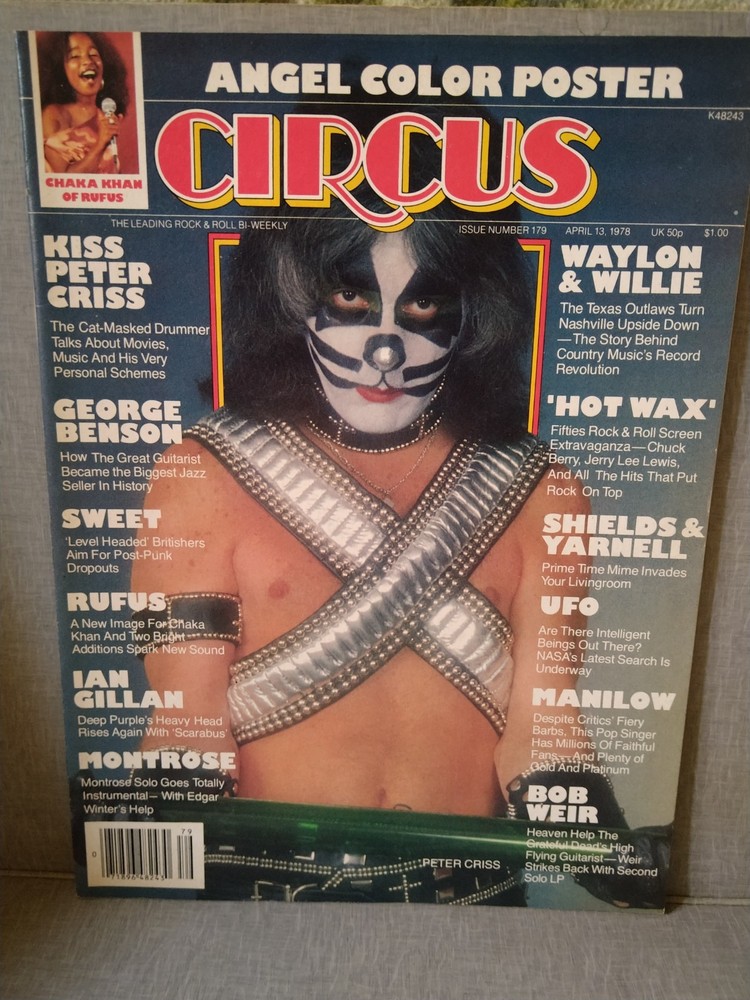 ANGEL COLOR POSTER
K48243
CIRCUS
CHAKA KHAN
OF RUFUS
THE LEADING ROCK & ROLL BI-WEEKLY
ISSUE NUMBER 179 APRIL 13, 1978 UK 50p $1.00
KISS
PETER
CRISS
The Cat-Masked Drummer
Talks About Movies,
Music And His Very
Personal Schemes
GEORGE
BENSON
How The Great Guitarist
Became the Biggest Jazz
Seller In History
SWEET
'Level Headed' Britishers
Aim For Post-Punk
Dropouts
RUFUS
A New Image For Chaka
Khan And Two Bright
Additions Spark New Sound
IAN
GILLAN
Deep Purple's Heavy Head
Rises Again With 'Scarabus'
MONTROSE
Montrose Solo Goes Totally
Instrumental—With Edgar
Winter's Help
WAYLON
& WILLIE
The Texas Outlaws Turn
Nashville Upside Down
—The Story Behind
Country Music's Record
Revolution
'HOT WAX'
Fifties Rock & Roll Screen
Extravaganza—Chuck
Berry, Jerry Lee Lewis,
And All The Hits That Put
Rock On Top
SHIELDS &
YARNELL
Prime Time Mime Invades
Your Livingroom
UFO
Are There Intelligent
Beings Out There?
NASA's Latest Search Is
Underway
MANILOW
Despite Critics' Fiery
Barbs, This Pop Singer
Has Millions Of Faithful
Fans—And Plenty of
Gold And Platinum
BOB
WEIR
Heaven Help The
Grateful Dead's High
Flying Guitarist—Weir
Strikes Back With Second
Solo LP
PETER CRISS
79
0
71896 48243